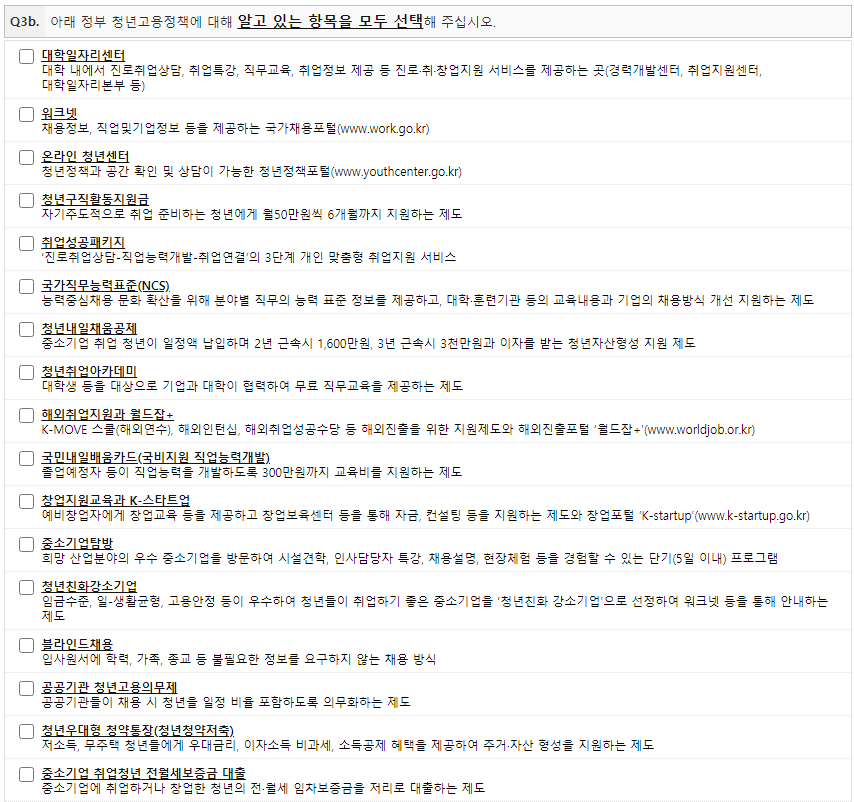 Q3b. 아래 정부 청년고용정책에 대해 알고 있는 항목을 모두 선택해 주십시오.
대학일자리센터
대학 내에서 진로취업상담, 취업특강, 직무교육, 취업정보 제공 등 진로·취·창업지원 서비스를 제공하는 곳(경력개발센터, 취업지원센터,
대학일자리본부 등)
워크넷
채용정보, 직업및기업정보 등을 제공하는 국가채용포털(www.work.go.kr)
온라인 청년센터
청년정책과 공간 확인 및 상담이 가능한 청년정책포털(www.youthcenter.go.kr)
청년구직활동지원금
자기주도적으로 취업 준비하는 청년에게 월50만원씩 6개월까지 지원하는 제도
취업성공패키지
'진로취업상담-직업능력개발-취업연결'의 3단계 개인 맞춤형 취업지원 서비스
국가직무능력표준(NCS)
능력중심채용 문화 확산을 위해 분야별 직무의 능력 표준 정보를 제공하고, 대학·훈련기관 등의 교육내용과 기업의 채용방식 개선 지원하는 제도
청년내일채움공제
중소기업 취업 청년이 일정액 납입하며 2년 근속시 1,600만원, 3년 근속시 3천만원과 이자를 받는 청년자산형성 지원 제도
청년취업아카데미
대학생 등을 대상으로 기업과 대학이 협력하여 무료 직무교육을 제공하는 제도
해외취업지원과 월드잡+
K-MOVE 스쿨(해외연수), 해외인턴십, 해외취업성공수당 등 해외진출을 위한 지원제도와 해외진출포털 '월드잡+'(www.worldjob.or.kr)
국민내일배움카드(국비지원 직업능력개발)
졸업예정자 등이 직업능력을 개발하도록 300만원까지 교육비를 지원하는 제도
창업지원교육과 K-스타트업
예비창업자에게 창업교육 등을 제공하고 창업보육센터 등을 통해 자금, 컨설팅 등을 지원하는 제도와 창업포털 'K-startup'(www.k-startup.go.kr)
중소기업탐방
희망 산업분야의 우수 중소기업을 방문하여 시설견학, 인사담당자 특강, 채용설명, 현장체험 등을 경험할 수 있는 단기(5일 이내) 프로그램
청년친화강소기업
임금수준, 일-생활균형, 고용안정 등이 우수하여 청년들이 취업하기 좋은 중소기업을 '청년친화 강소기업'으로 선정하여 워크넷 등을 통해 안내하는
제도
블라인드채용
입사원서에 학력, 가족, 종교 등 불필요한 정보를 요구하지 않는 채용 방식
공공기관 청년고용의무제
공공기관들이 채용 시 청년을 일정 비율 포함하도록 의무화하는 제도
청년우대형 청약통장(청년청약저축)
저소득, 무주택 청년들에게 우대금리, 이자소득 비과세, 소득공제 혜택을 제공하여 주거·자산 형성을 지원하는 제도
중소기업 취업청년 전월세보증금 대출
중소기업에 취업하거나 창업한 청년의 전·월세 임차보증금을 저리로 대출하는 제도